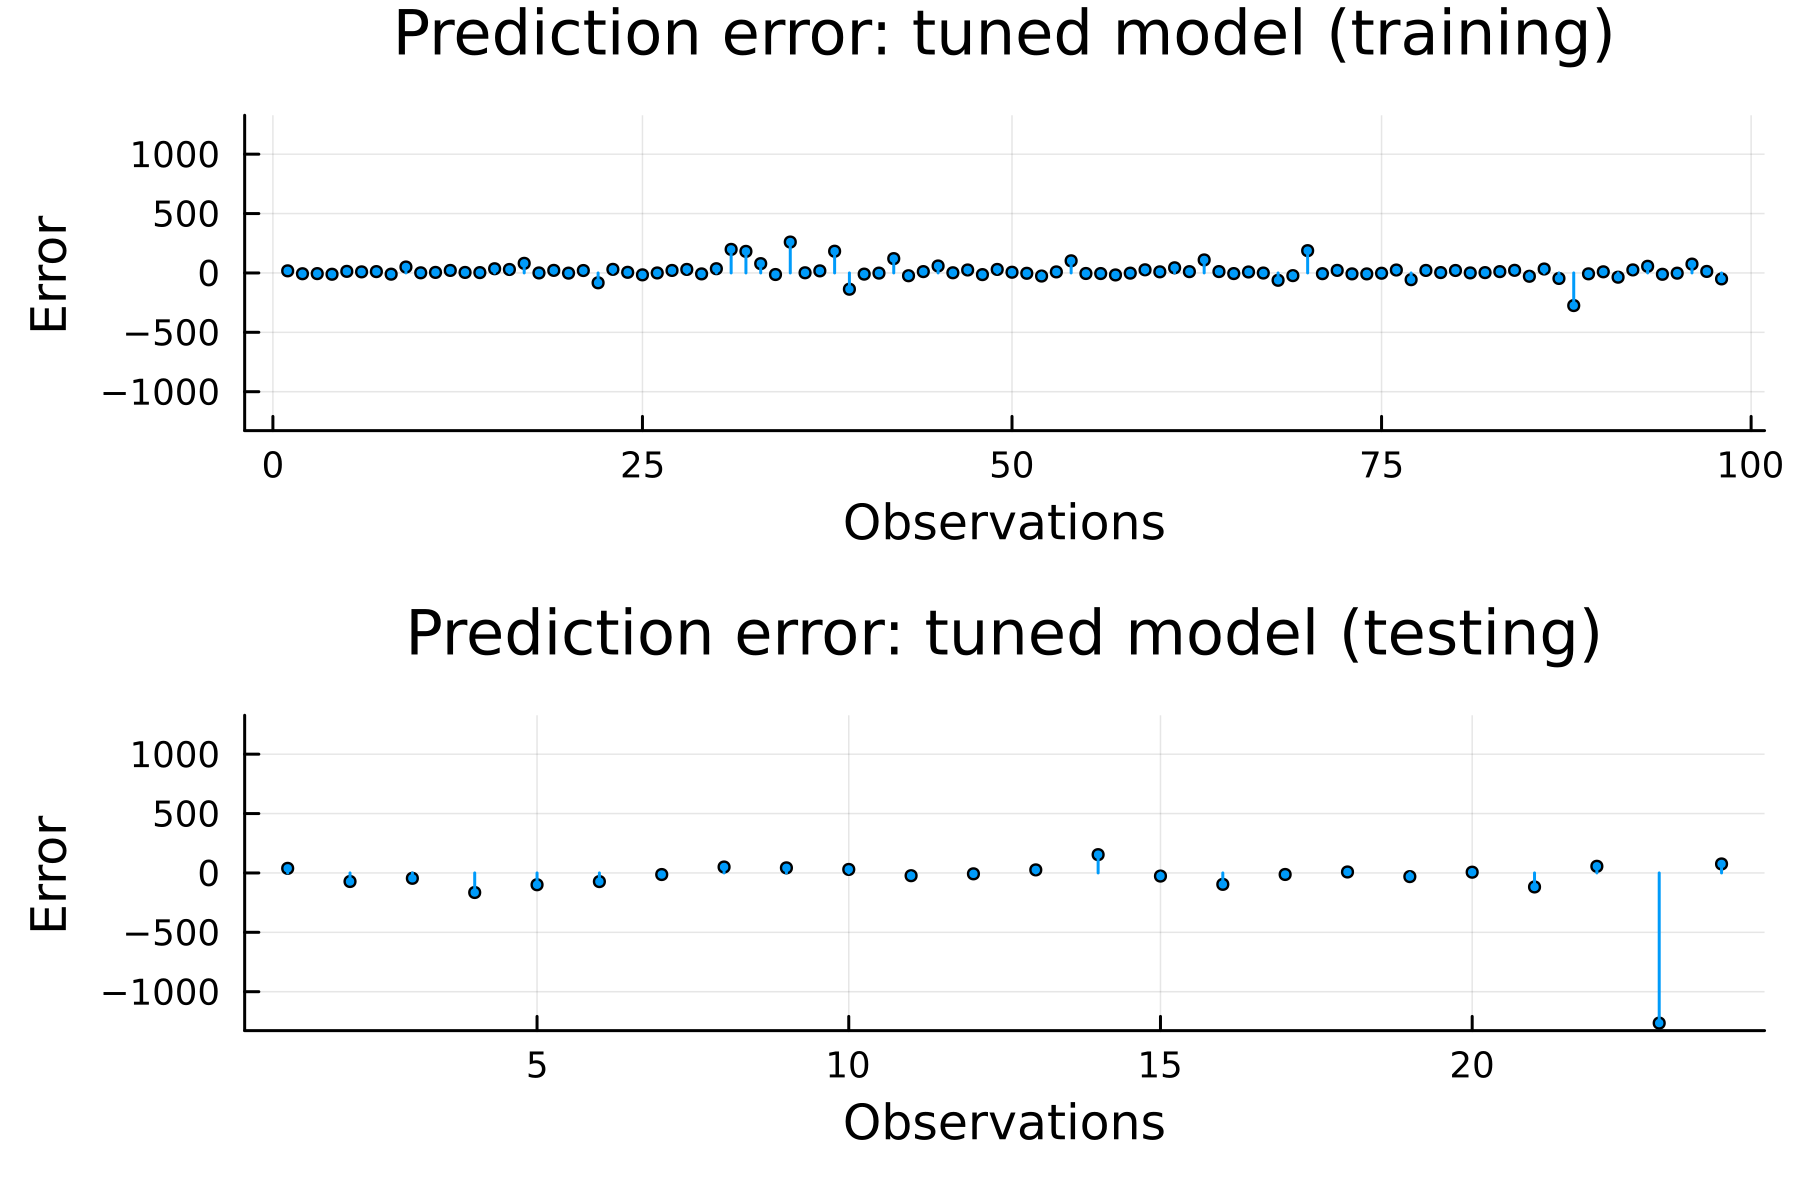 Prediction error: tuned model (training)
1000
500
0
−500
−1000
Error
0 25 50 75 100
Observations
Prediction error: tuned model (testing)
1000
500
0
−500
−1000
Error
5 10 15 20
Observations